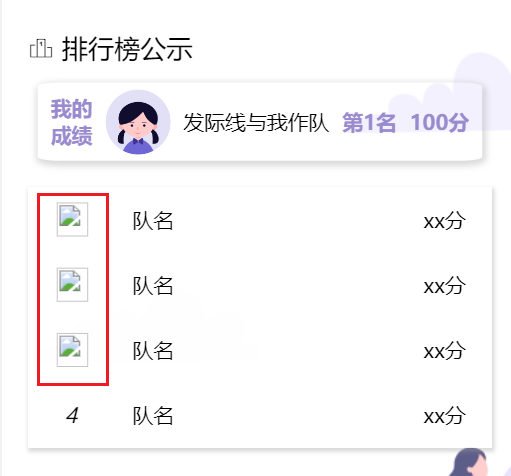 排行榜公示
我的 成绩 发际线与我作队 第1名 100分
队名 xx分
队名 xx分
队名 xx分
4 队名 xx分